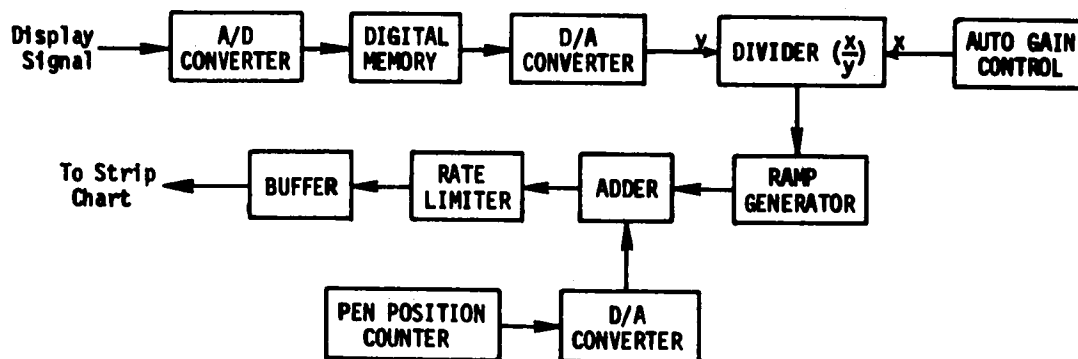 Display
Signal
A/D
CONVERTER
DIGITAL
MEMORY
D/A
CONVERTER
y
DIVIDER (x/y)
x
AUTO GAIN
CONTROL
To Strip
Chart
BUFFER
RATE
LIMITER
ADDER
RAMP
GENERATOR
PEN POSITION
COUNTER
D/A
CONVERTER